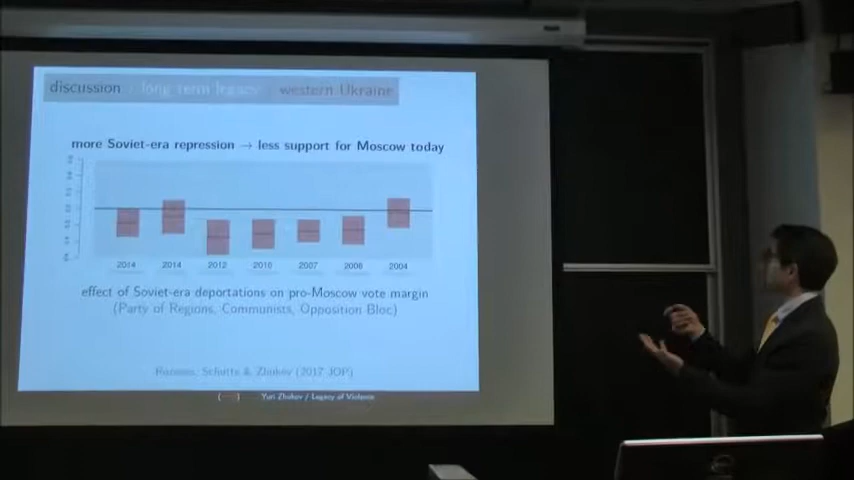 discussion long term legacy western Ukraine
more Soviet-era repression → less support for Moscow today
2014 2014 2012 2010 2007 2006 2004
effect of Soviet-era deportations on pro-Moscow vote margin
(Party of Regions, Communists, Opposition Bloc)
Rozenas, Schutte & Zhukov (2017 JOP)
Yuri Zhukov / Legacy of Violence